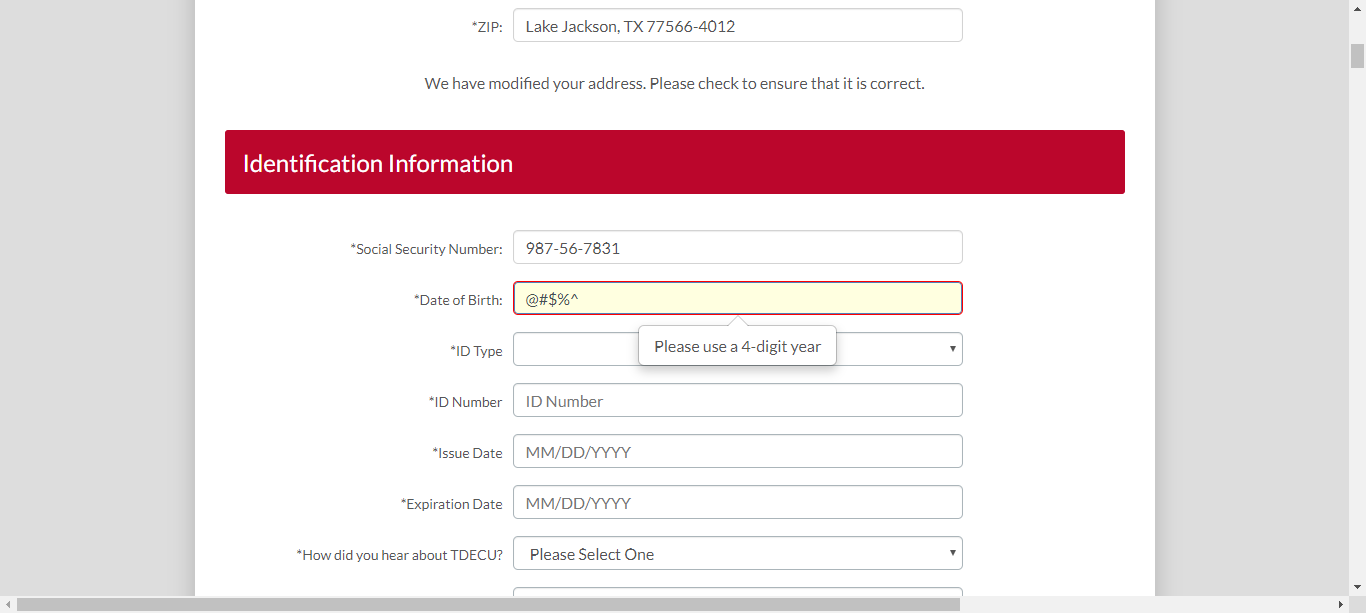 *ZIP: Lake Jackson, TX 77566-4012
We have modified your address. Please check to ensure that it is correct.
Identification Information
*Social Security Number: 987-56-7831
*Date of Birth: @#$%^
Please use a 4-digit year
*ID Type
*ID Number ID Number
*Issue Date MM/DD/YYYY
*Expiration Date MM/DD/YYYY
*How did you hear about TDECU? Please Select One